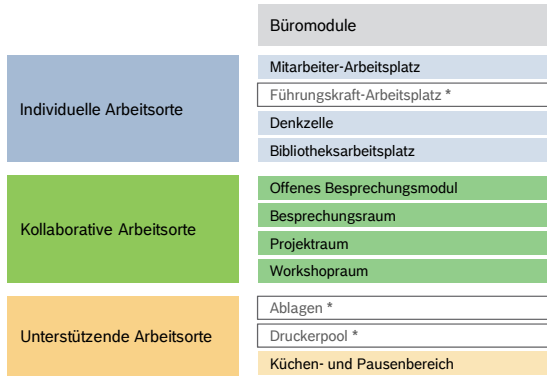 Büromodule
Individuelle Arbeitsorte
Mitarbeiter-Arbeitsplatz
Führungskraft-Arbeitsplatz *
Denkzelle
Bibliotheksarbeitsplatz
Kollaborative Arbeitsorte
Offenes Besprechungsmodul
Besprechungsraum
Projektraum
Workshopraum
Unterstützende Arbeitsorte
Ablagen *
Druckerpool *
Küchen- und Pausenbereich